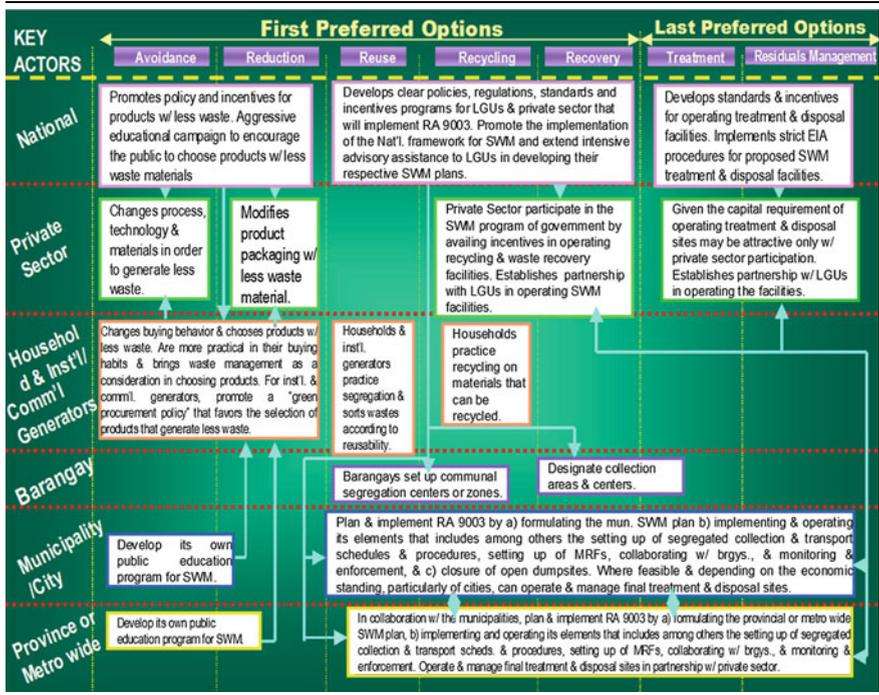 First Preferred Options
Last Preferred Options
KEY
ACTORS
Avoidance
Reduction
Reuse
Recycling
Recovery
Treatment
Residuals Management
National
Promotes policy and incentives for
products w/ less waste. Aggressive
educational campaign to encourage
the public to choose products w/less
waste materials
Develops clear policies, regulations, standards and
incentives programs for LGUs & private sector that
will implement RA 9003. Promote the implementation
of the Nat'l. framework for SWM and extend intensive
advisory assistance to LGUs in developing their
respective SWM plans.
Develops standards & incentives
for operating treatment & disposal
facilities. Implements strict EIA
procedures for proposed SWM
treatment & disposal facilities.
Private
Sector
Changes process,
technology &
materials in order
to generate less
waste.
Modifies
product
packaging w/
less waste
material.
Private Sector participate in the
SWM program of government by
availing incentives in operating
recycling & waste recovery
facilities. Establishes partnership
with LGUs in operating SWM
facilities.
Given the capital requirement of
operating treatment & disposal
sites may be attractive only w/
private sector participation.
Establishes partnership w/ LGUs
in operating the facilities.
Househol
d & Inst'l/
Comm'l
Generators
Changes buying behavior & chooses products w/
less waste. Are more practical in their buying
habits & brings waste management as a
consideration in choosing products. For inst'l. &
comm'l. generators, promote a "green
procurement policy" that favors the selection of
products that generate less waste.
Households &
inst'l.
generators
practice
segregation &
sorts wastes
according to
reusability.
Households
practice
recycling on
materials that
can be
recycled.
Barangay
Barangays set up communal
segregation centers or zones.
Designate collection
areas & centers.
Municipality
/City
Develop its own
public education
program for SWM.
Plan & implement RA 9003 by a) formulating the mun. SWM plan b) implementing & operating
its elements that includes among others the setting up of segregated collection & transport
schedules & procedures, setting up of MRFs, collaborating w/ brgys., & monitoring &
enforcement, & c) closure of open dumpsites. Where feasible & depending on the economic
standing, particularly of cities, can operate & manage final treatment & disposal sites.
Province or
Metro wide
Develop its own public
education program for SWM.
In collaboration w/ the municipalities, plan & implement RA 9003 by a) formulating the provincial or metro wide
SWM plan, b) implementing and operating its elements that includes among others the setting up of segregated
collection & transport scheds. & procedures, setting up of MRFs, collaborating w/ brgys., & monitoring &
enforcement. Operate & manage final treatment & disposal sites in partnership w/ private sector.